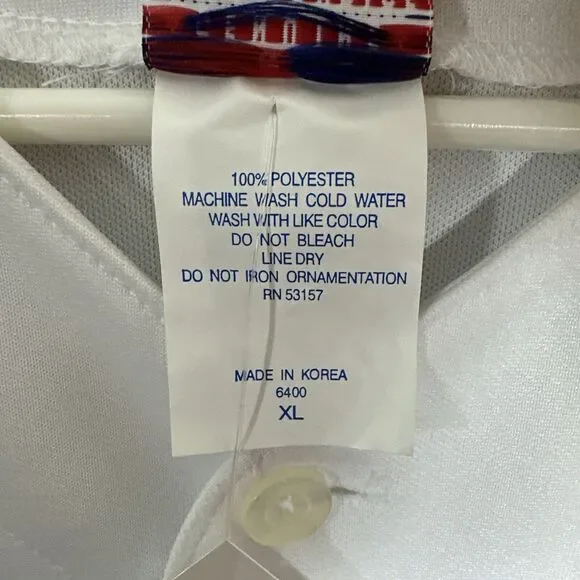 100% POLYESTER
MACHINE WASH COLD WATER
WASH WITH LIKE COLOR
DO NOT BLEACH
LINE DRY
DO NOT IRON ORNAMENTATION
RN 53157
MADE IN KOREA
6400
XL